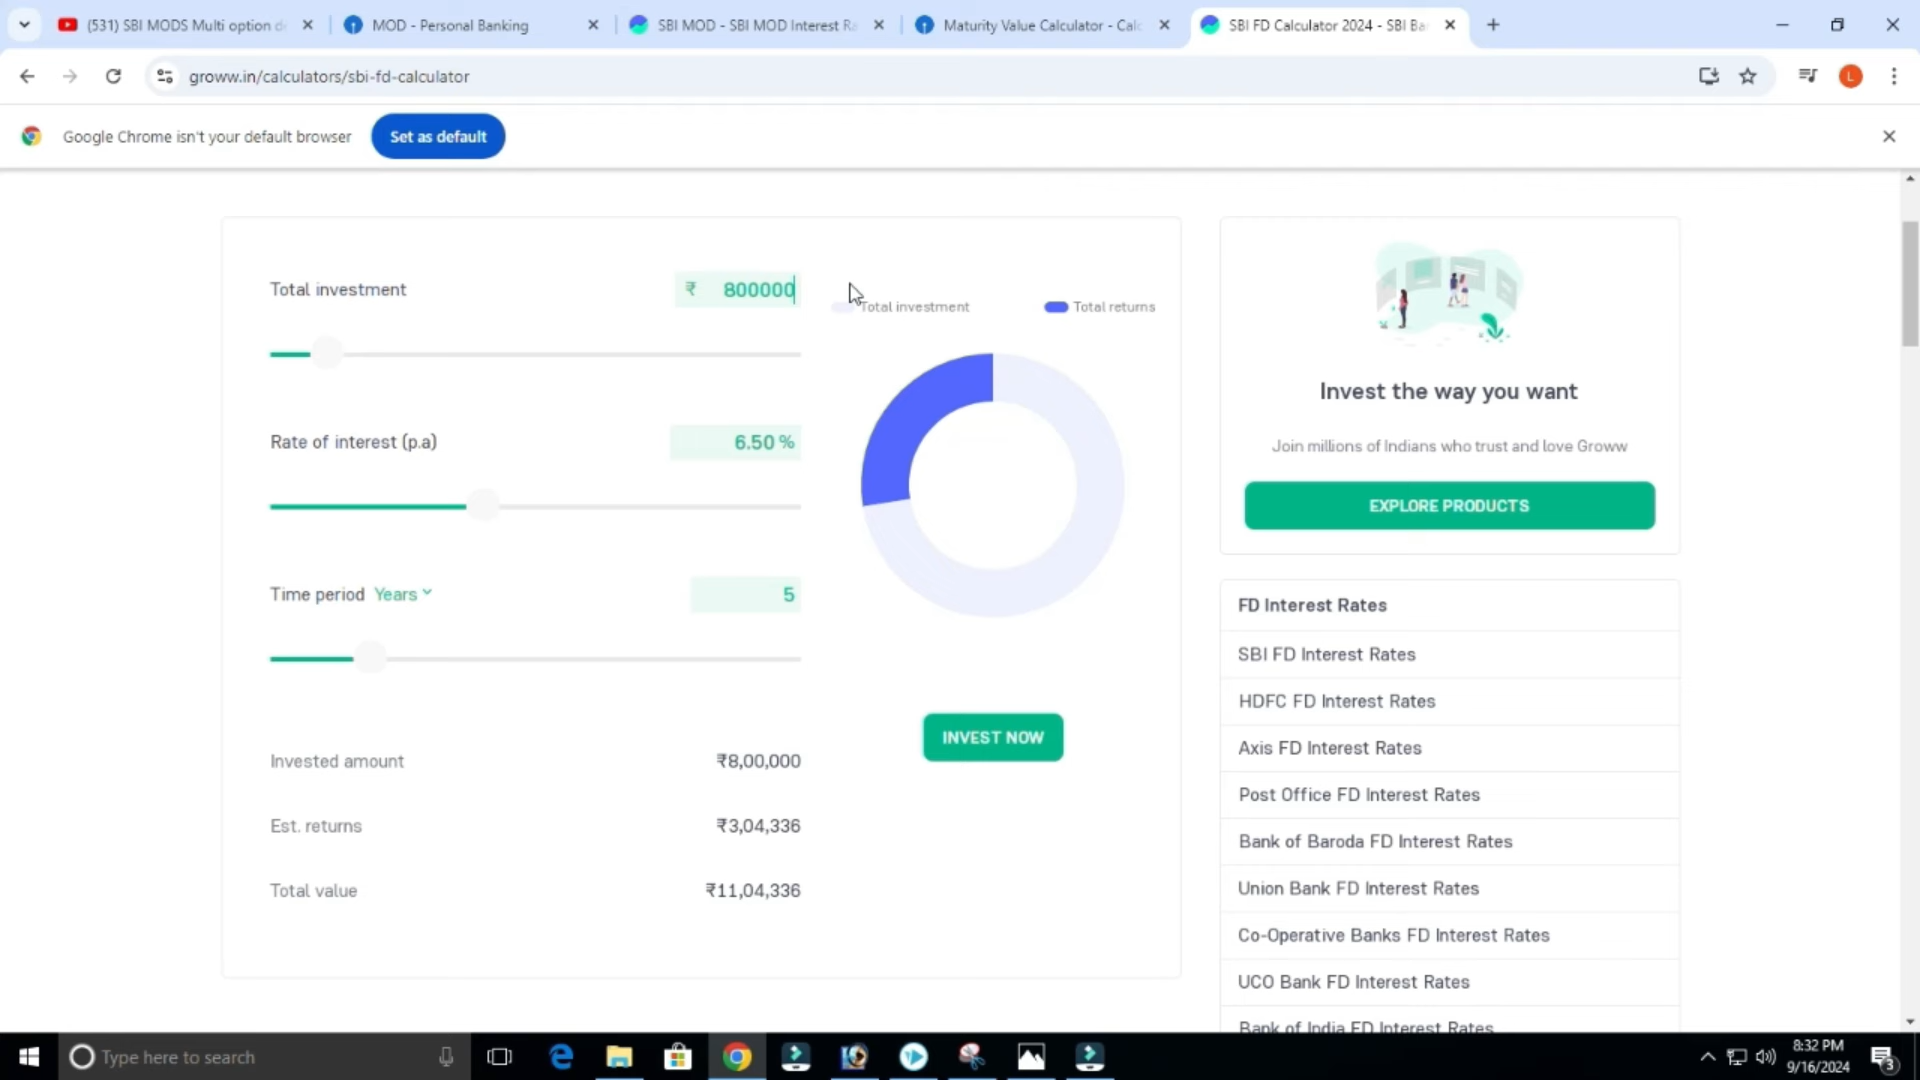 (531) SBI MODS Multi option de
MOD - Personal Banking
SBI MOD - SBI MOD Interest Ra
Maturity Value Calculator - Calc
SBI FD Calculator 2024 - SBI Ba
groww.in/calculators/sbi-fd-calculator
L
Google Chrome isn't your default browser
Set as default
Total investment
₹ 800000
Total investment
Total returns
Rate of interest (p.a)
6.50 %
Time period Years
5
INVEST NOW
Invested amount
₹8,00,000
Est. returns
₹3,04,336
Total value
₹11,04,336
Invest the way you want
Join millions of Indians who trust and love Groww
EXPLORE PRODUCTS
FD Interest Rates
SBI FD Interest Rates
HDFC FD Interest Rates
Axis FD Interest Rates
Post Office FD Interest Rates
Bank of Baroda FD Interest Rates
Union Bank FD Interest Rates
Co-Operative Banks FD Interest Rates
UCO Bank FD Interest Rates
Bank of India FD Interest Rates
Type here to search
8:32 PM
9/16/2024
3